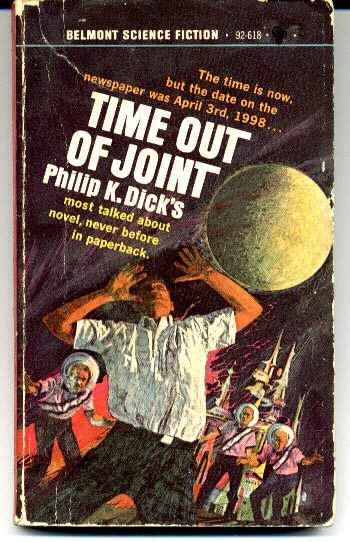 BELMONT SCIENCE FICTION • 92-618 •
The time is now,
but the date on the
newspaper was April 3rd, 1998...
TIME OUT
OF JOINT
Philip K. Dick's
most talked about
novel, never before
in paperback.